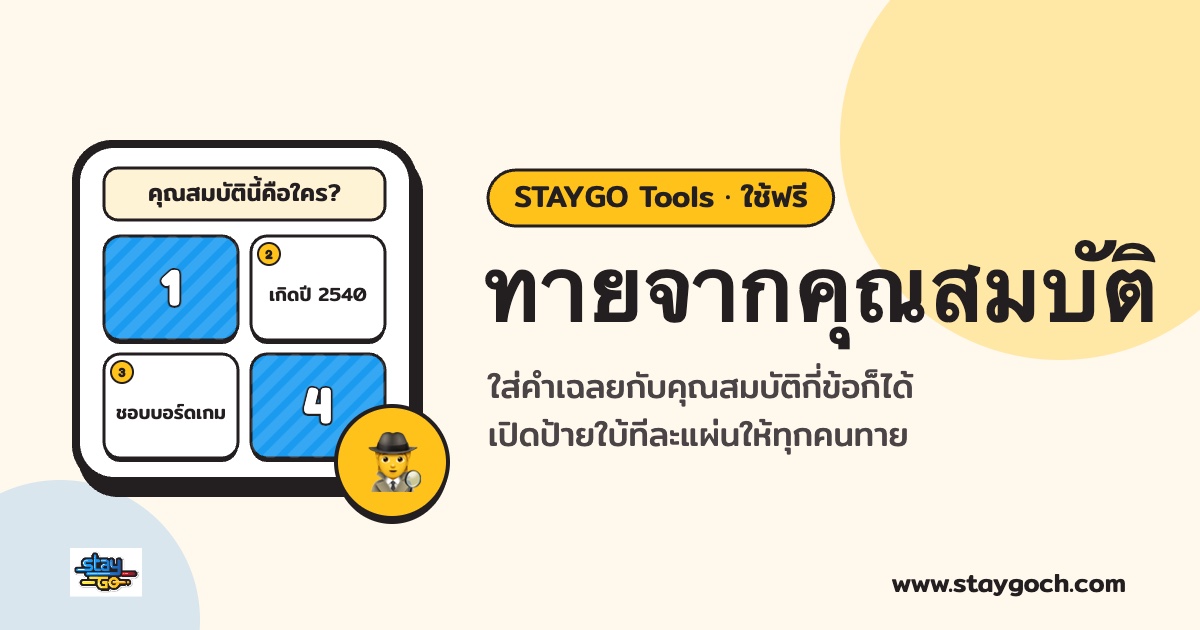 คุณสมบัตินี้คือใคร?
1
2
เกิดปี 2540
3
ชอบบอร์ดเกม
4
STAYGO Tools · ใช้ฟรี
ทายจากคุณสมบัติ
ใส่คำเฉลยกับคุณสมบัติกี่ข้อก็ได้
เปิดป้ายใบ้ทีละแผ่นให้ทุกคนทาย
stay
GO
www.staygoch.com